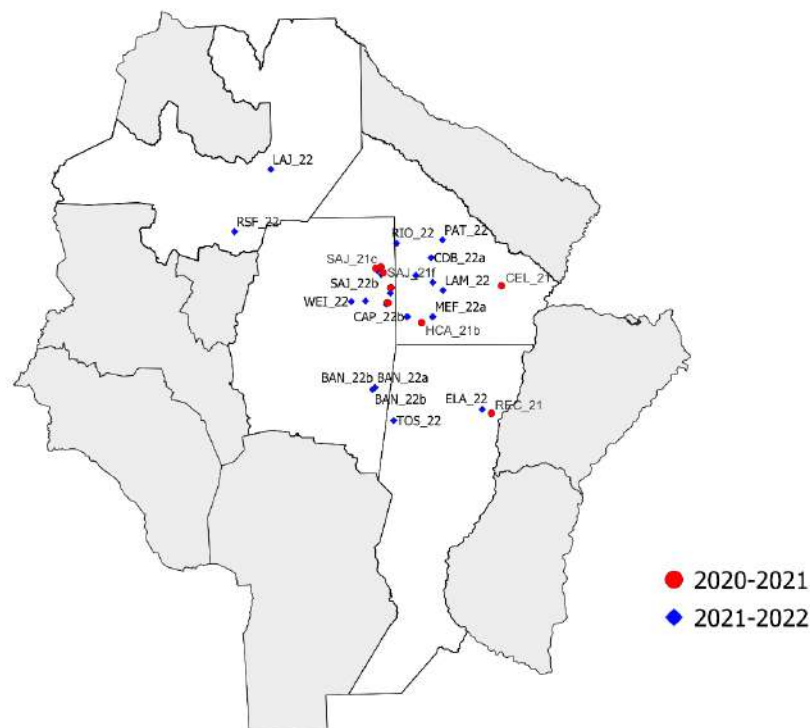 LAJ_22
RSF_22
RIO_22
PAT_22
CDB_22a
SAJ_21c
SAJ_21f
LAM_22
CEL_21
SAJ_22b
WEI_22
CAP_22b
MEF_22a
HCA_21b
BAN_22b
BAN_22a
BAN_22b
ELA_22
REC_21
TOS_22
2020-2021
2021-2022